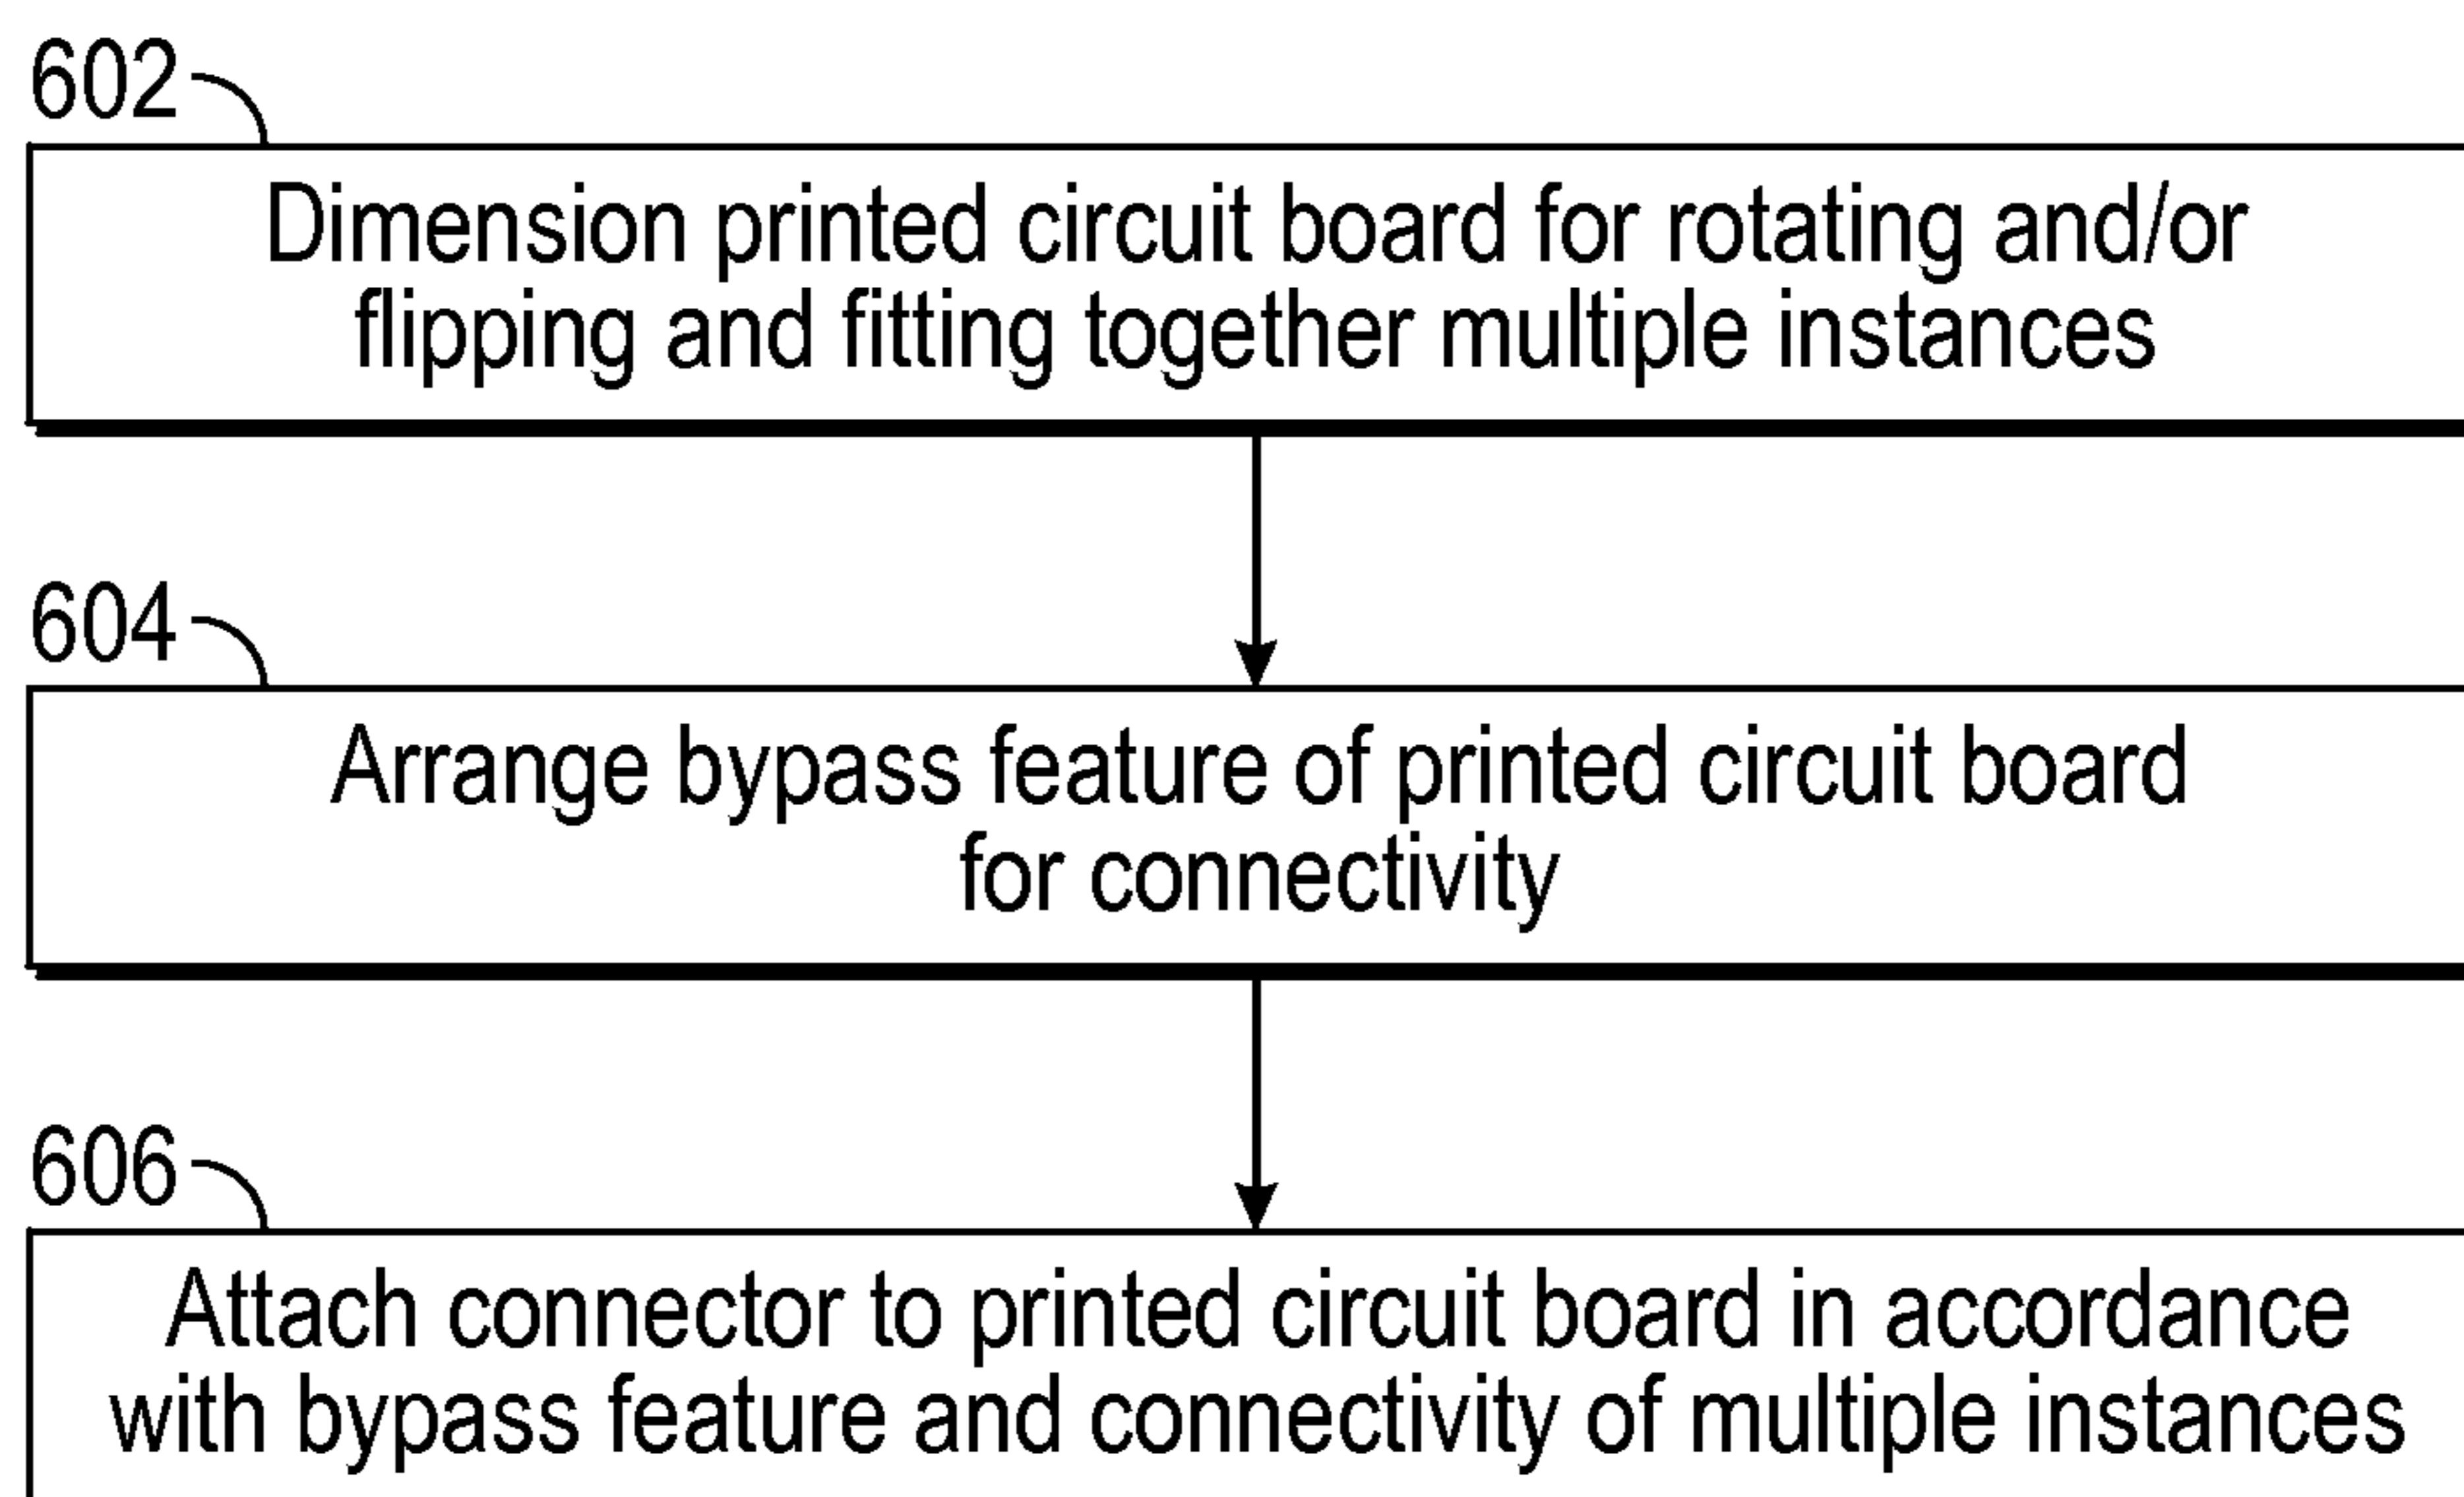 602
Dimension printed circuit board for rotating and/or
flipping and fitting together multiple instances
604
Arrange bypass feature of printed circuit board
for connectivity
606
Attach connector to printed circuit board in accordance
with bypass feature and connectivity of multiple instances